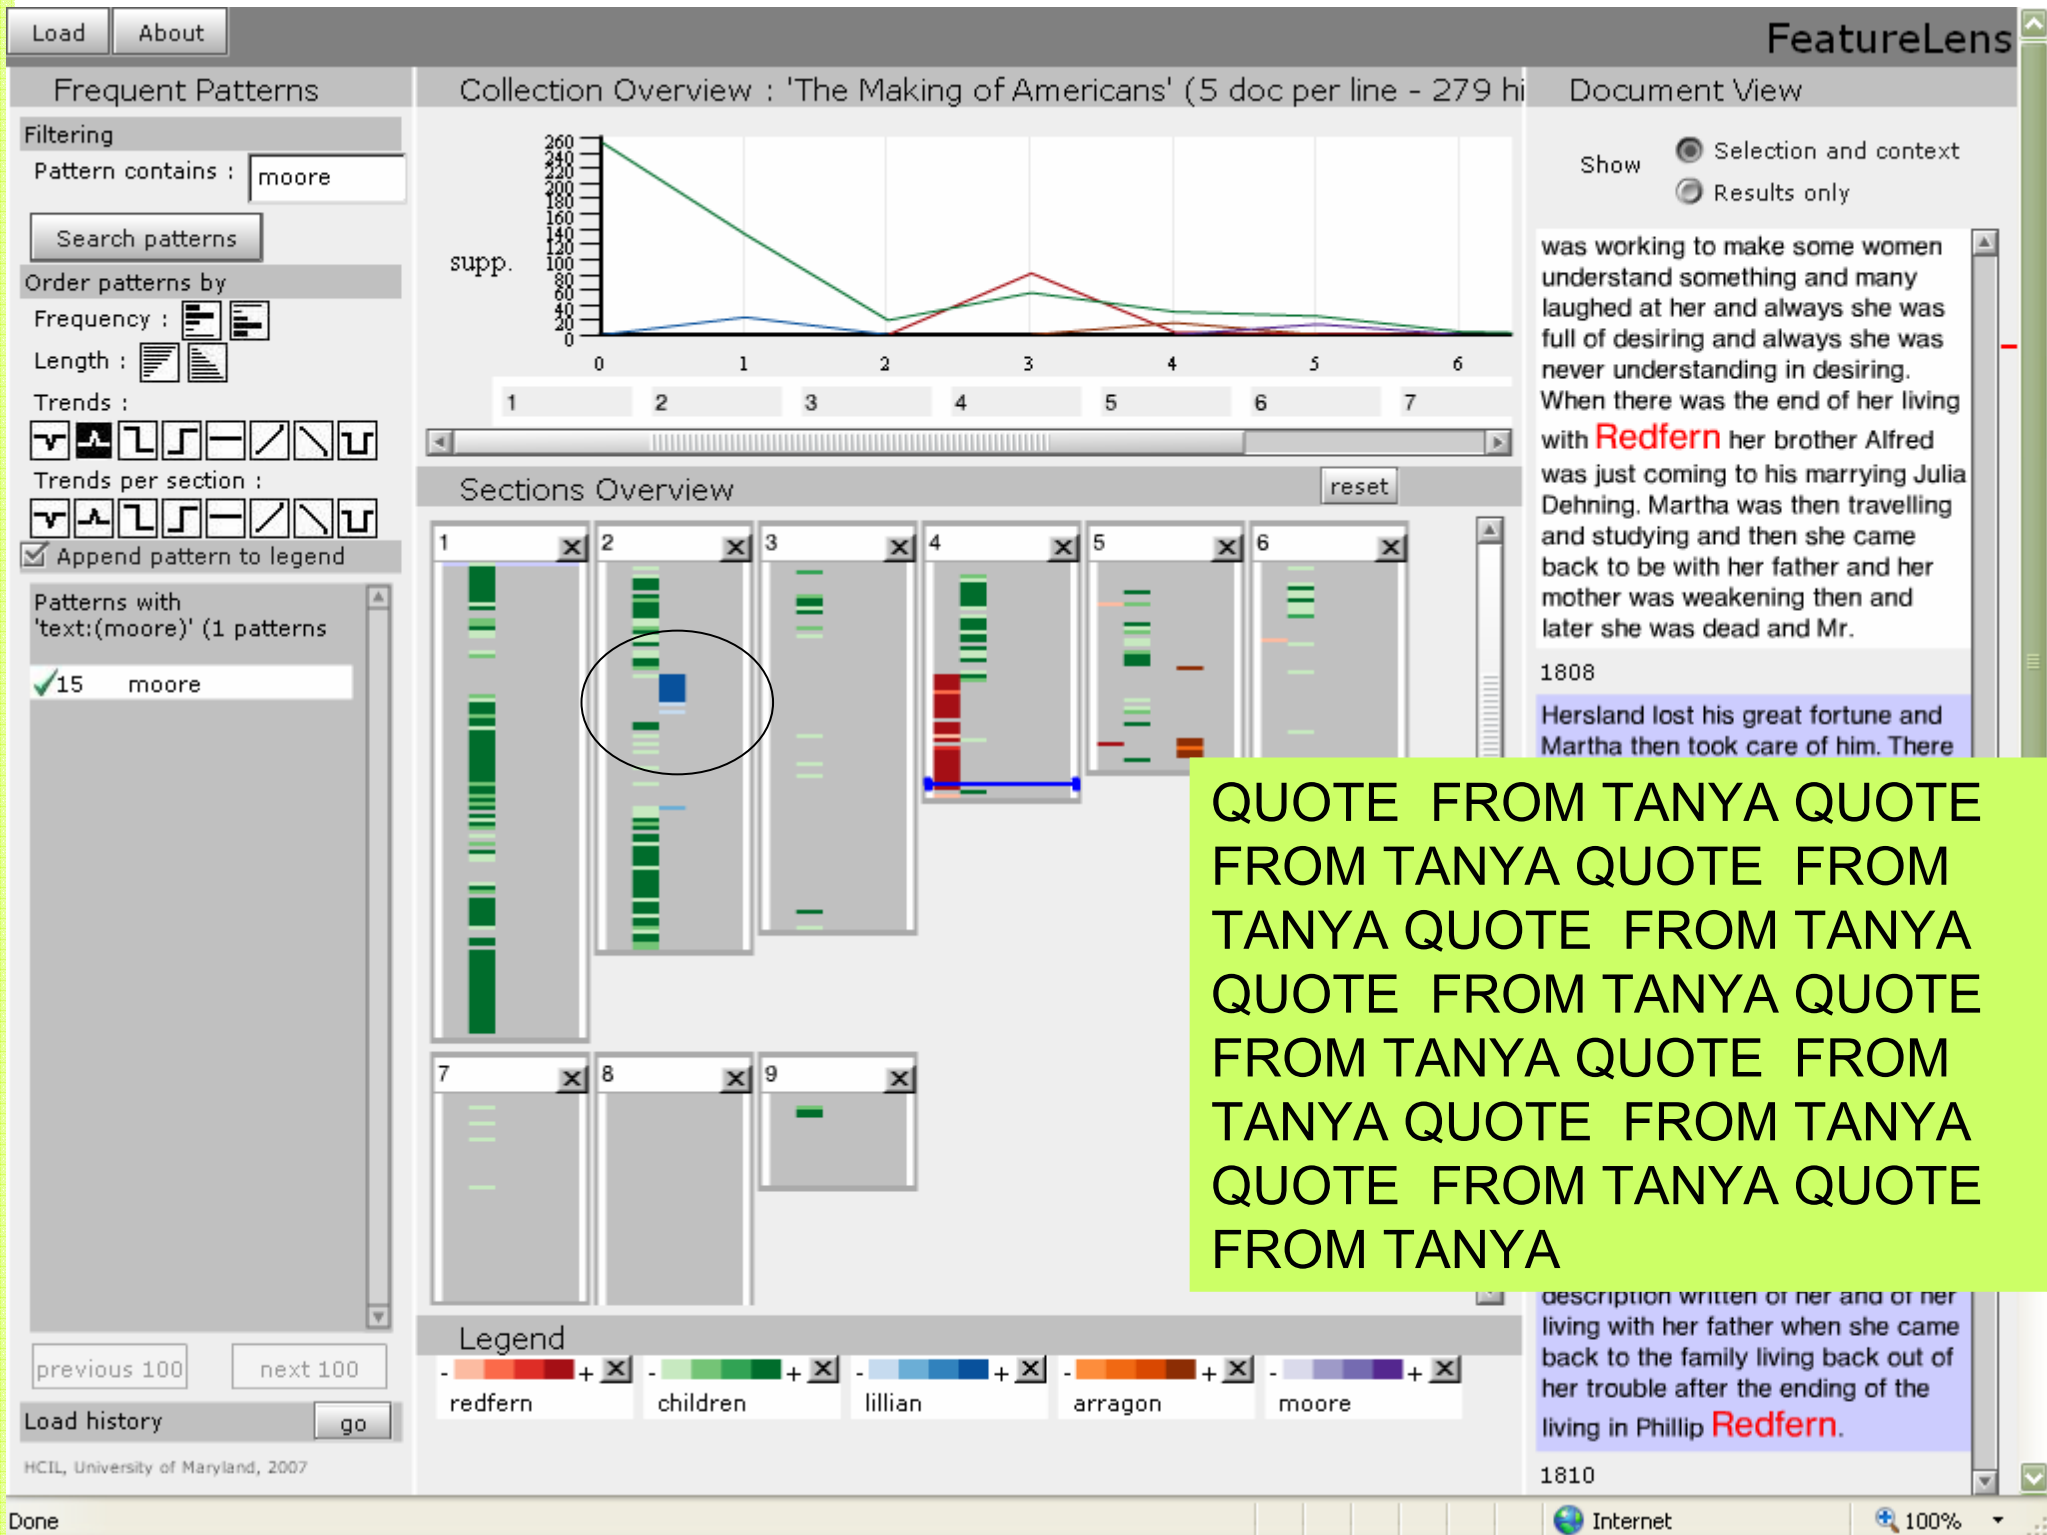 Load About FeatureLens
Frequent Patterns
Filtering
Pattern contains : moore
Search patterns
Order patterns by
Frequency :
Length :
Trends :
Trends per section :
Append pattern to legend
Patterns with
'text:(moore)' (1 patterns
15 moore
previous 100 next 100
Load history go
HCIL, University of Maryland, 2007
Collection Overview : 'The Making of Americans' (5 doc per line - 279 hi
supp.
260
240
220
200
180
160
140
120
100
80
60
40
20
0
0 1 2 3 4 5 6
1 2 3 4 5 6 7
Sections Overview reset
1 2 3 4 5 6
7 8 9
Legend
- + - + - + - + - +
redfern children lillian arragon moore
Document View
Show
Selection and context
Results only
was working to make some women
understand something and many
laughed at her and always she was
full of desiring and always she was
never understanding in desiring.
When there was the end of her living
with Redfern her brother Alfred
was just coming to his marrying Julia
Dehning. Martha was then travelling
and studying and then she came
back to be with her father and her
mother was weakening then and
later she was dead and Mr.
1808
Hersland lost his great fortune and
Martha then took care of him. There
QUOTE FROM TANYA QUOTE
FROM TANYA QUOTE FROM
TANYA QUOTE FROM TANYA
QUOTE FROM TANYA QUOTE
FROM TANYA QUOTE FROM
TANYA QUOTE FROM TANYA
QUOTE FROM TANYA QUOTE
FROM TANYA
description written of her and of her
living with her father when she came
back to the family living back out of
her trouble after the ending of the
living in Phillip Redfern.
1810
Done Internet 100%